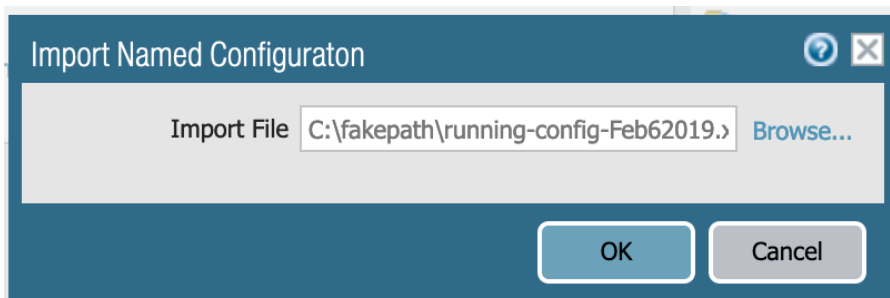 Import Named Configuraton
Import File C:\fakepath\running-config-Feb62019.x Browse...
OK Cancel